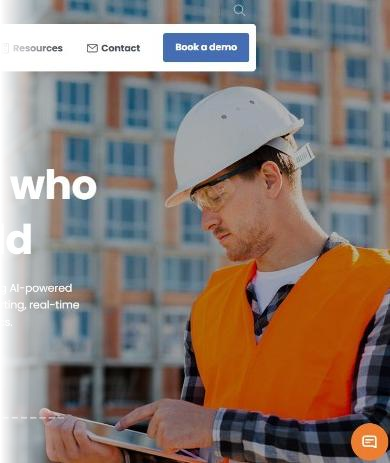 Resources
Contact
Book a demo
who
d
AI-powered
ting, real-time
s.